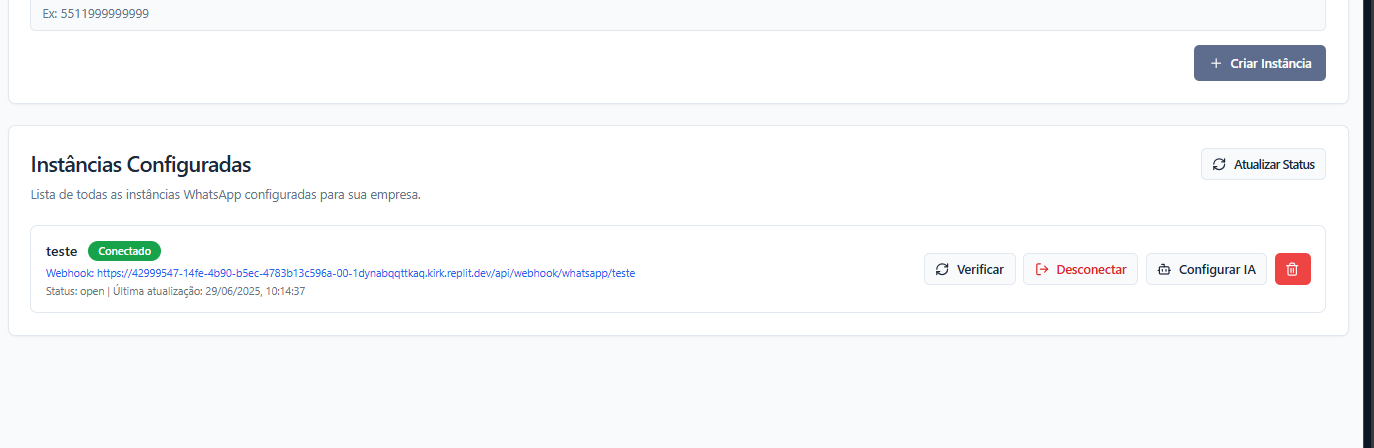 Ex: 5511999999999
+ Criar Instância
Instâncias Configuradas
Atualizar Status
Lista de todas as instâncias WhatsApp configuradas para sua empresa.
teste Conectado
Webhook: https://42999547-14fe-4b90-b5ec-4783b13c596a-00-1dynabqqttkaq.kirk.replit.dev/api/webhook/whatsapp/teste
Status: open | Última atualização: 29/06/2025, 10:14:37
Verificar Desconectar Configurar IA